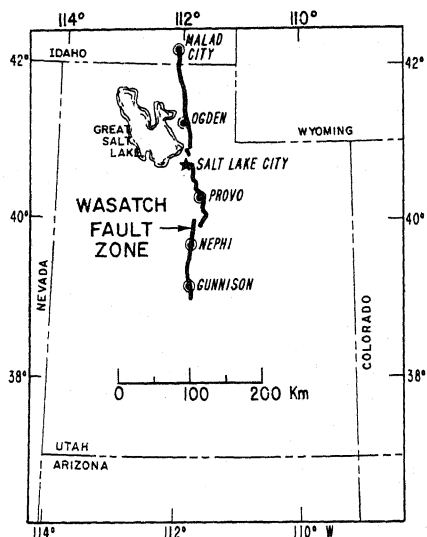 112°
110°
MALAD
CITY
IDAHO
42°
42°
OGDEN
GREAT
SALT
LAKE
WYOMING
SALT LAKE CITY
PROVO
40°
40°
WASATCH
FAULT
ZONE
NEPHI
GUNNISON
NEVADA
COLORADO
38°
38°
0 100 200 Km
UTAH
ARIZONA
114°
112°
110° W